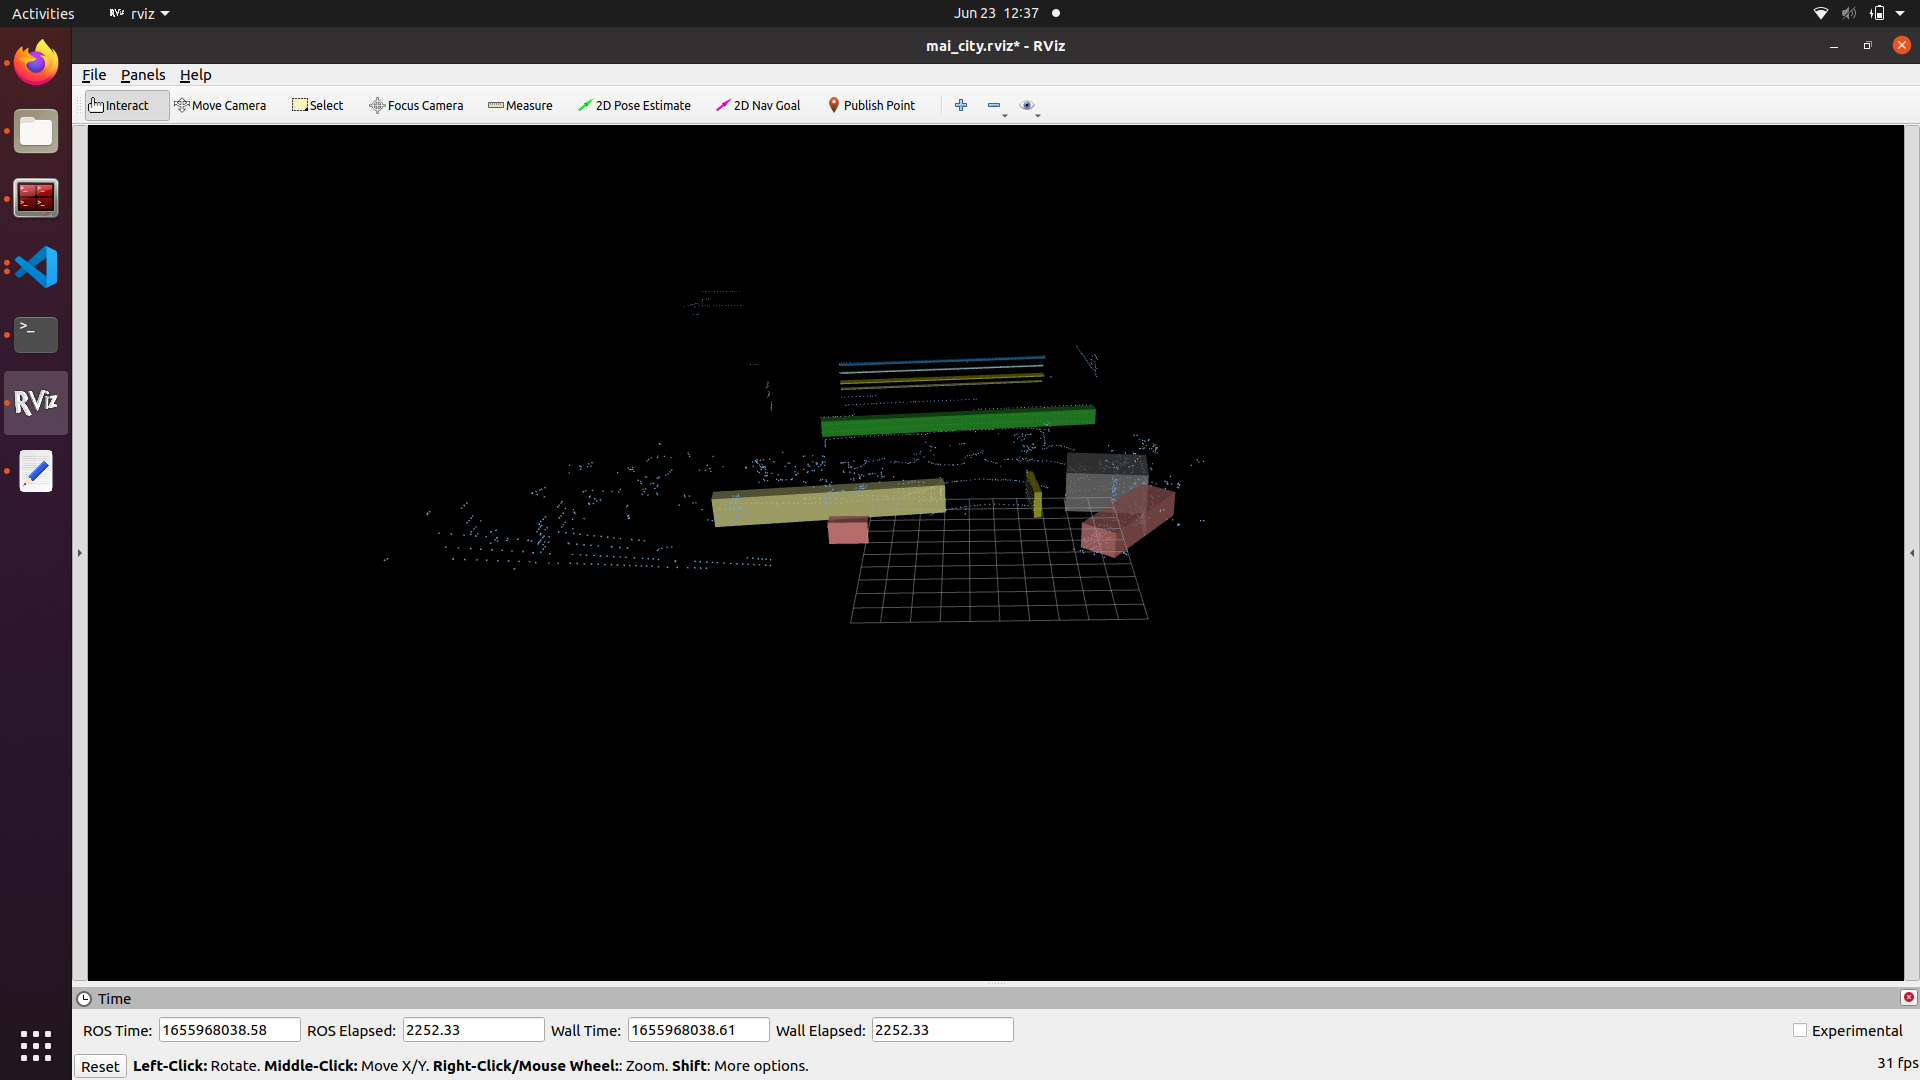 Activities RViz rviz Jun 23 12:37
mai_city.rviz* - RViz
File Panels Help
Interact Move Camera Select Focus Camera Measure 2D Pose Estimate 2D Nav Goal Publish Point
>_
RViz
Time
ROS Time: 1655968038.58 ROS Elapsed: 2252.33 Wall Time: 1655968038.61 Wall Elapsed: 2252.33 Experimental
Reset Left-Click: Rotate. Middle-Click: Move X/Y. Right-Click/Mouse Wheel:: Zoom. Shift: More options. 31 fps